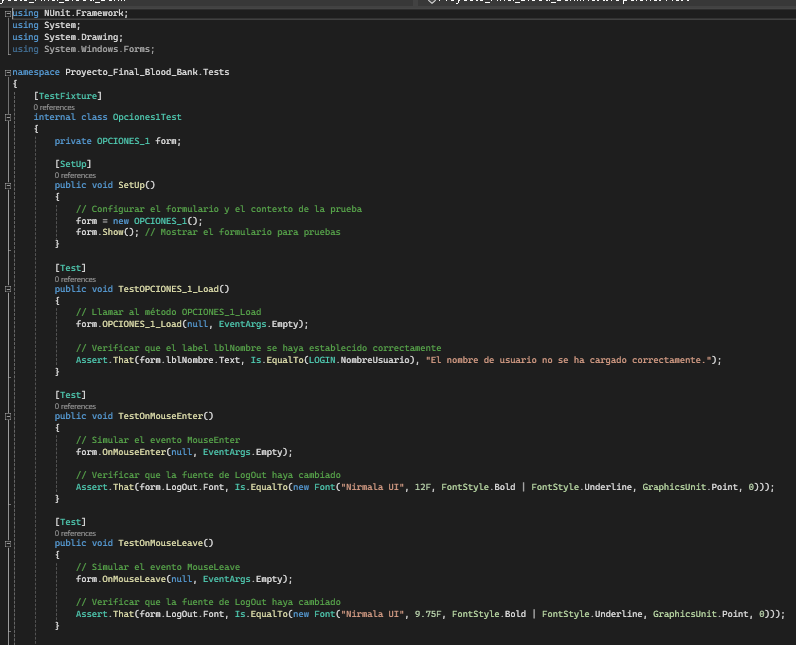 using NUnit.Framework;
using System;
using System.Drawing;
using System.Windows.Forms;
namespace Proyecto_Final_Blood_Bank.Tests
{
[TestFixture]
0 references
internal class Opciones1Test
{
private OPCIONES_1 form;
[SetUp]
0 references
public void SetUp()
{
// Configurar el formulario y el contexto de la prueba
form = new OPCIONES_1();
form.Show(); // Mostrar el formulario para pruebas
}
[Test]
0 references
public void TestOPCIONES_1_Load()
{
// Llamar al método OPCIONES_1_Load
form.OPCIONES_1_Load(null, EventArgs.Empty);
// Verificar que el label lblNombre se haya establecido correctamente
Assert.That(form.lblNombre.Text, Is.EqualTo(LOGIN.NombreUsuario), "El nombre de usuario no se ha cargado correctamente.");
}
[Test]
0 references
public void TestOnMouseEnter()
{
// Simular el evento MouseEnter
form.OnMouseEnter(null, EventArgs.Empty);
// Verificar que la fuente de LogOut haya cambiado
Assert.That(form.LogOut.Font, Is.EqualTo(new Font("Nirmala UI", 12F, FontStyle.Bold | FontStyle.Underline, GraphicsUnit.Point, 0)));
}
[Test]
0 references
public void TestOnMouseLeave()
{
// Simular el evento MouseLeave
form.OnMouseLeave(null, EventArgs.Empty);
// Verificar que la fuente de LogOut haya cambiado
Assert.That(form.LogOut.Font, Is.EqualTo(new Font("Nirmala UI", 9.75F, FontStyle.Bold | FontStyle.Underline, GraphicsUnit.Point, 0)));
}